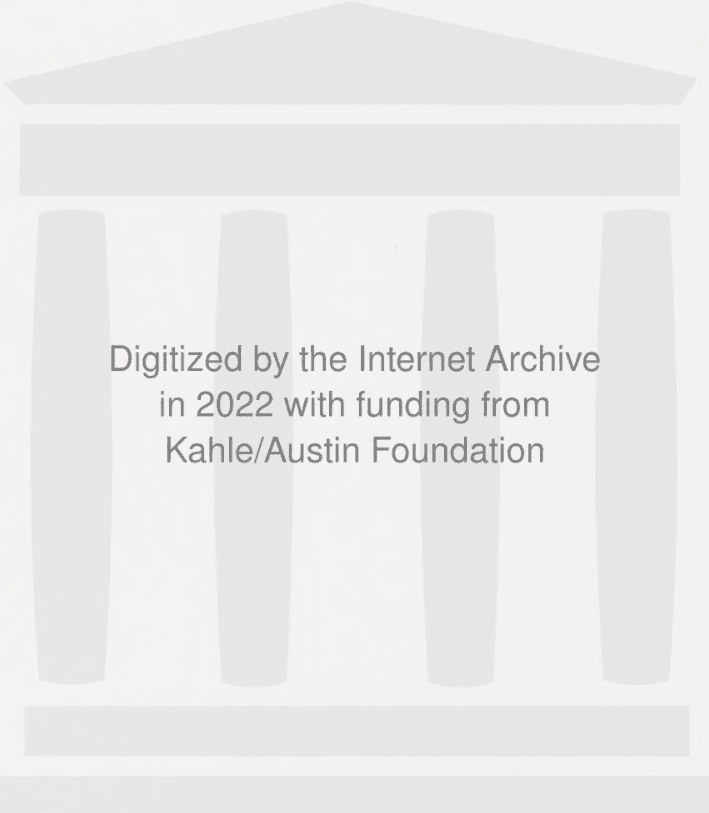 Digitized by the Internet Archive
in 2022 with funding from
Kahle/Austin Foundation